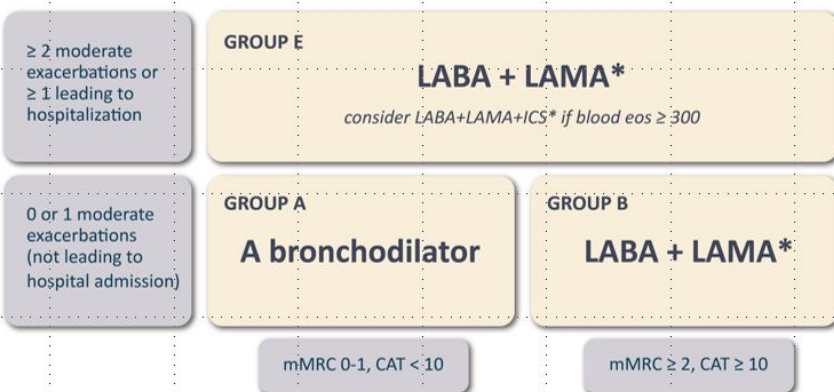 ≥ 2 moderate
exacerbations or
≥ 1 leading to
hospitalization
GROUP E
LABA + LAMA*
consider LABA+LAMA+ICS* if blood eos ≥ 300
0 or 1 moderate
exacerbations
(not leading to
hospital admission)
GROUP A
A bronchodilator
GROUP B
LABA + LAMA*
mMRC 0-1, CAT < 10
mMRC ≥ 2, CAT ≥ 10